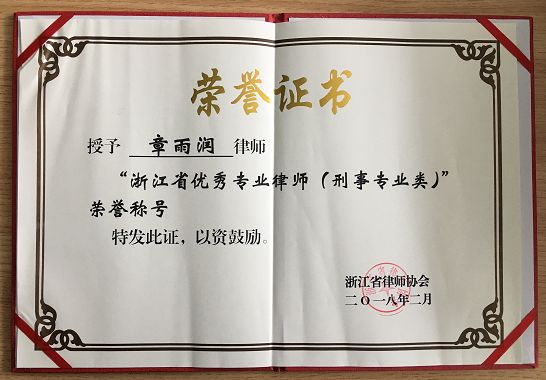 荣誉证书
授予 章雨润 律师
“浙江省优秀专业律师（刑事专业类）”
荣誉称号
特发此证，以资鼓励。
浙江省律师协会
二〇一八年二月